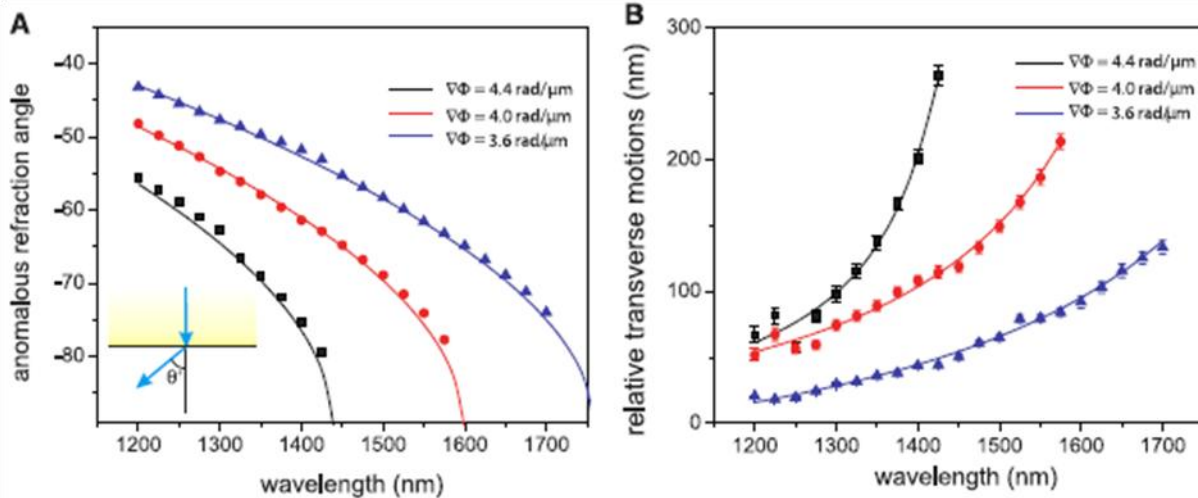 A
anomalous refraction angle
-40
-50
-60
-70
-80
∇Φ = 4.4 rad/µm
∇Φ = 4.0 rad/µm
∇Φ = 3.6 rad/µm
θ
1200 1300 1400 1500 1600 1700
wavelength (nm)
B
relative transverse motions (nm)
300
200
100
0
∇Φ = 4.4 rad/µm
∇Φ = 4.0 rad/µm
∇Φ = 3.6 rad/µm
1200 1300 1400 1500 1600 1700
wavelength (nm)